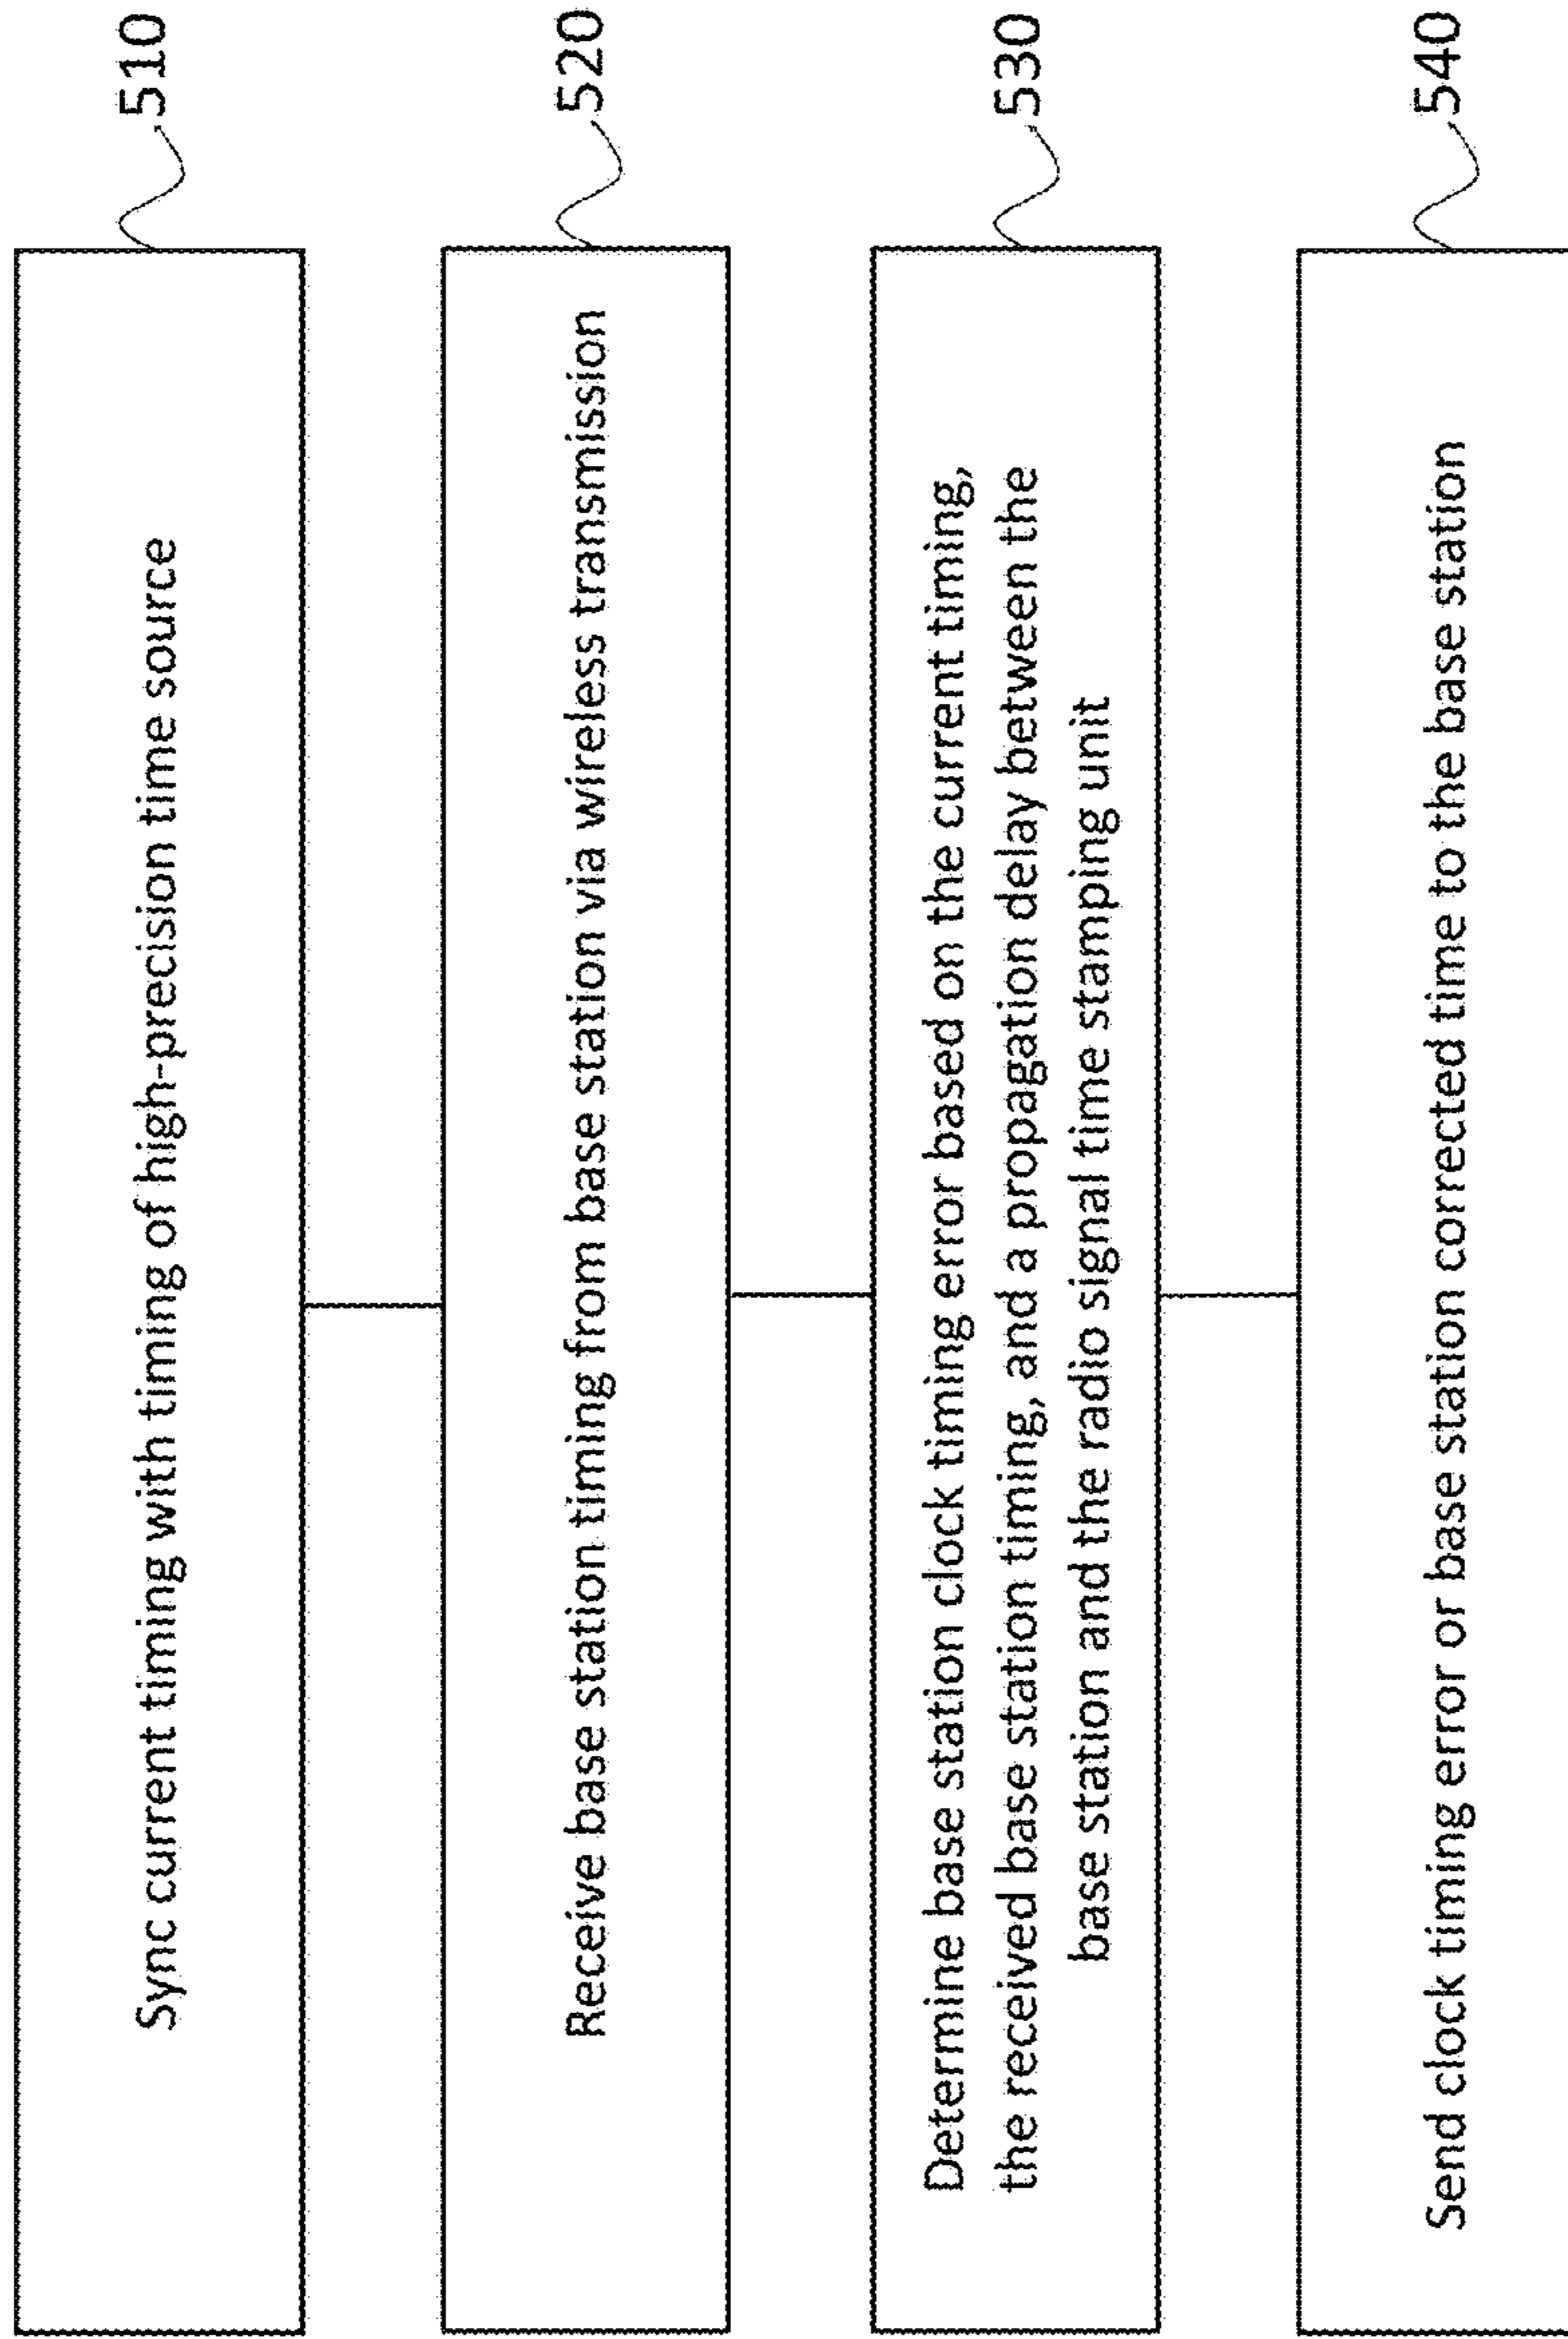 Sync current timing with timing of high-precision time source
510
Receive base station timing from base station via wireless transmission
520
Determine base station clock timing error based on the current timing,
the received base station timing, and a propagation delay between the
base station and the radio signal time stamping unit
530
Send clock timing error or base station corrected time to the base station
540